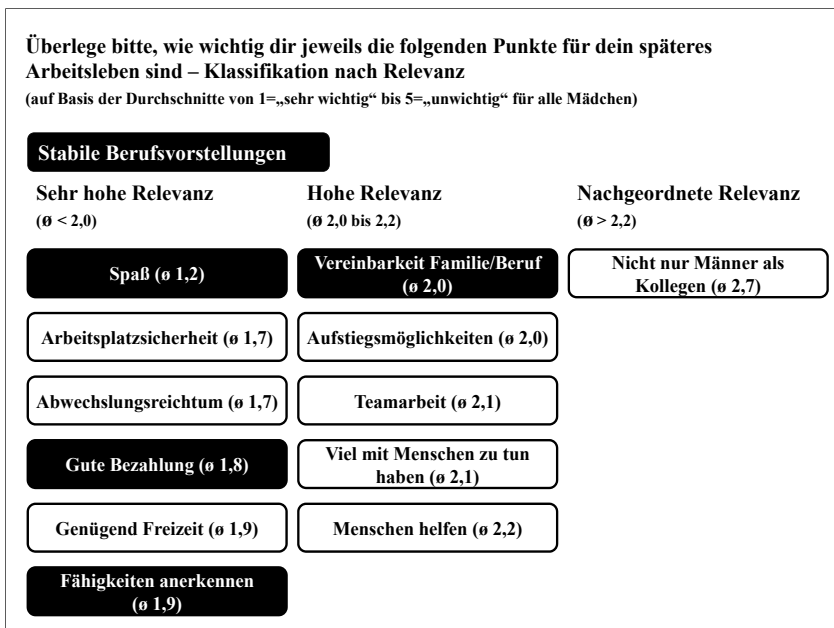 Überlege bitte, wie wichtig dir jeweils die folgenden Punkte für dein späteres
Arbeitsleben sind – Klassifikation nach Relevanz
(auf Basis der Durchschnitte von 1=„sehr wichtig“ bis 5=„unwichtig“ für alle Mädchen)
Stabile Berufsvorstellungen
Sehr hohe Relevanz
(ø < 2,0)
Spaß (ø 1,2)
Arbeitsplatzsicherheit (ø 1,7)
Abwechslungsreichtum (ø 1,7)
Gute Bezahlung (ø 1,8)
Genügend Freizeit (ø 1,9)
Fähigkeiten anerkennen
(ø 1,9)
Hohe Relevanz
(ø 2,0 bis 2,2)
Vereinbarkeit Familie/Beruf
(ø 2,0)
Aufstiegsmöglichkeiten (ø 2,0)
Teamarbeit (ø 2,1)
Viel mit Menschen zu tun
haben (ø 2,1)
Menschen helfen (ø 2,2)
Nachgeordnete Relevanz
(ø > 2,2)
Nicht nur Männer als
Kollegen (ø 2,7)